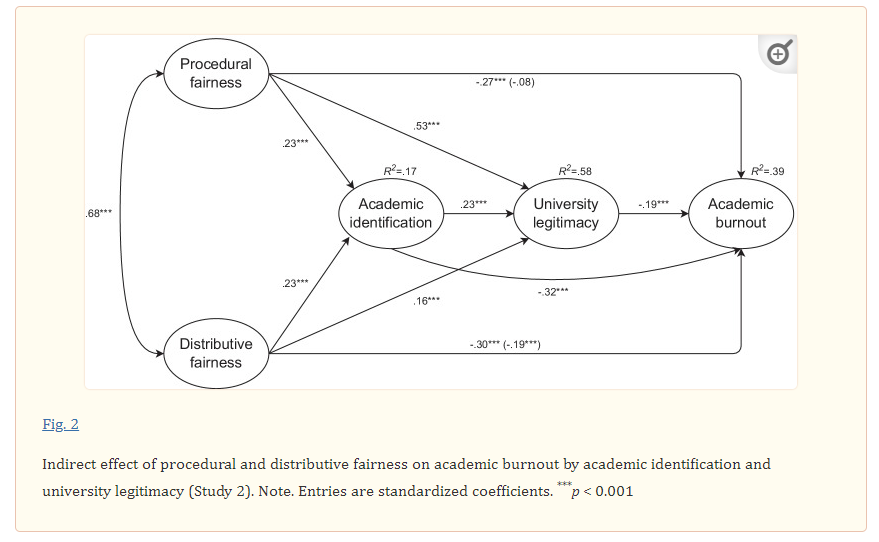 Procedural
fairness
-.27*** (-.08)
.53***
.23***
R²=.17
R²=.58
R²=.39
.68***
Academic
identification
.23***
University
legitimacy
-.19***
Academic
burnout
.23***
.16***
-.32***
Distributive
fairness
-.30*** (-.19***)
Fig. 2
Indirect effect of procedural and distributive fairness on academic burnout by academic identification and
university legitimacy (Study 2). Note. Entries are standardized coefficients. ***p < 0.001